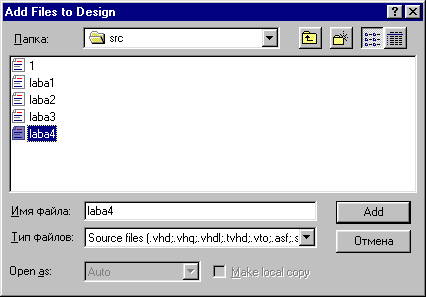 Add Files to Design
Папка: src
1
laba1
laba2
laba3
laba4
Имя файла: laba4 Add
Тип файлов: Source files (.vhd;.vhq;.vhdl;.tvhd;.vto;.asf;.s Отмена
Open as: Auto Make local copy